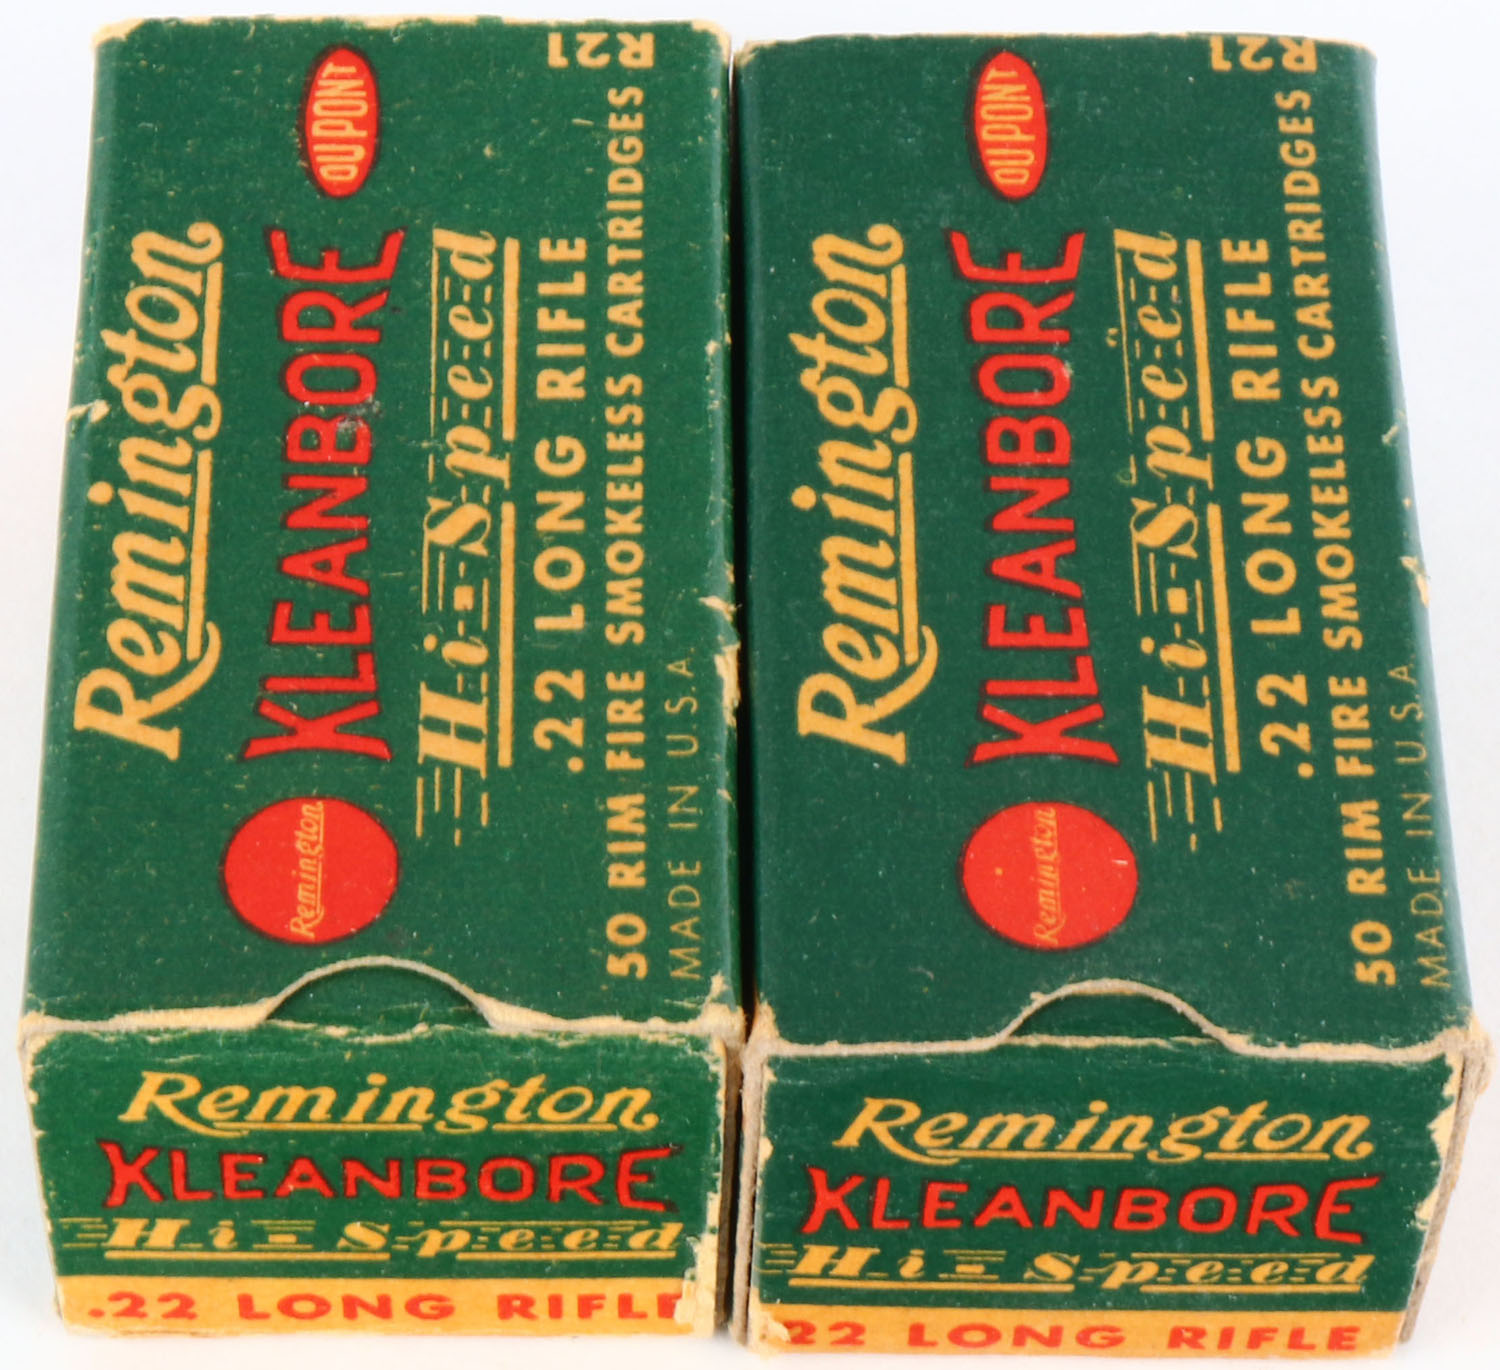 Remington
KLEANBORE
DUPONT
Hi-Speed
.22 LONG RIFLE
R21
50 RIM FIRE SMOKELESS CARTRIDGES
MADE IN U.S.A.
Remington
Remington
KLEANBORE
Hi-Speed
.22 LONG RIFLE
Remington
KLEANBORE
DUPONT
Hi-Speed
.22 LONG RIFLE
R21
50 RIM FIRE SMOKELESS CARTRIDGES
MADE IN U.S.A.
Remington
Remington
KLEANBORE
Hi-Speed
22 LONG RIFLE